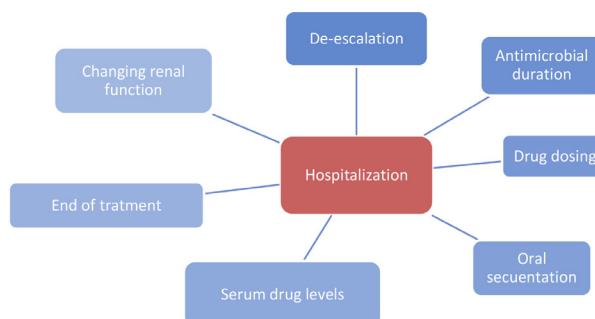 De-escalation
Changing renal
function
Antimicrobial
duration
Hospitalization
Drug dosing
End of tratment
Oral
secuentation
Serum drug levels